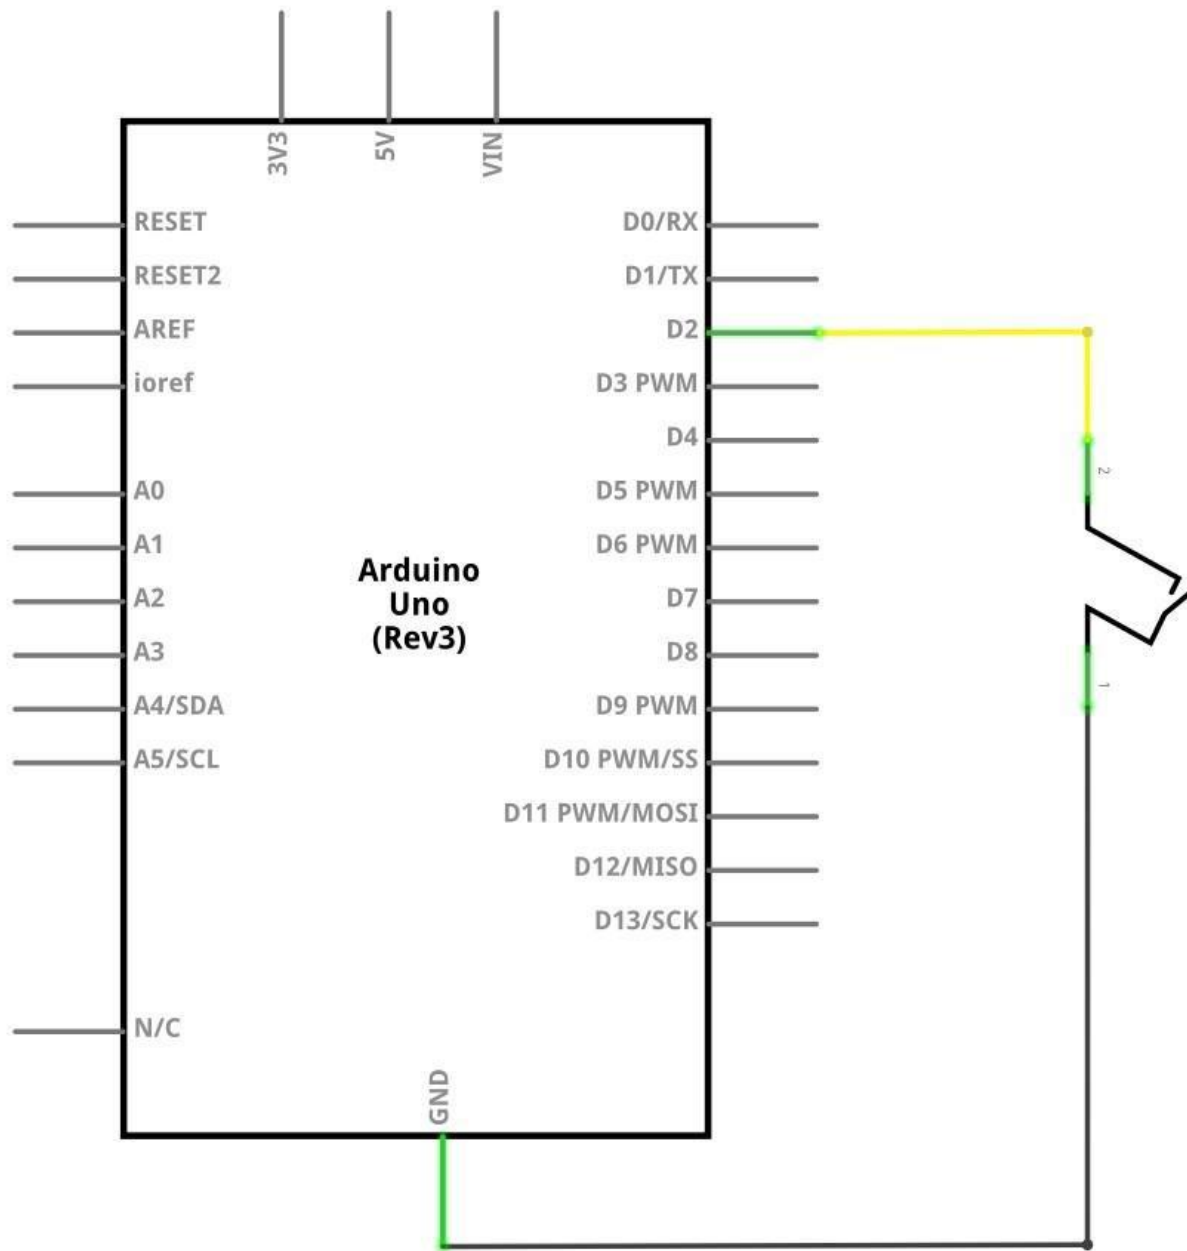 3V3
5V
VIN
RESET
RESET2
AREF
ioref
A0
A1
A2
A3
A4/SDA
A5/SCL
N/C
Arduino
Uno
(Rev3)
D0/RX
D1/TX
D2
D3 PWM
D4
D5 PWM
D6 PWM
D7
D8
D9 PWM
D10 PWM/SS
D11 PWM/MOSI
D12/MISO
D13/SCK
GND
2
1